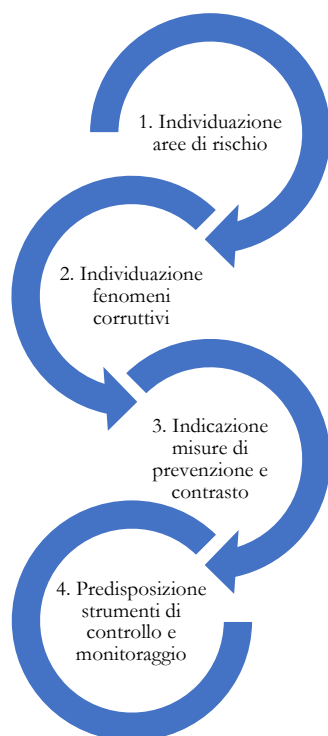 1. Individuazione
aree di rischio
2. Individuazione
fenomeni
corruttivi
3. Indicazione
misure di
prevenzione e
contrasto
4. Predisposizione
strumenti di
controllo e
monitoraggio